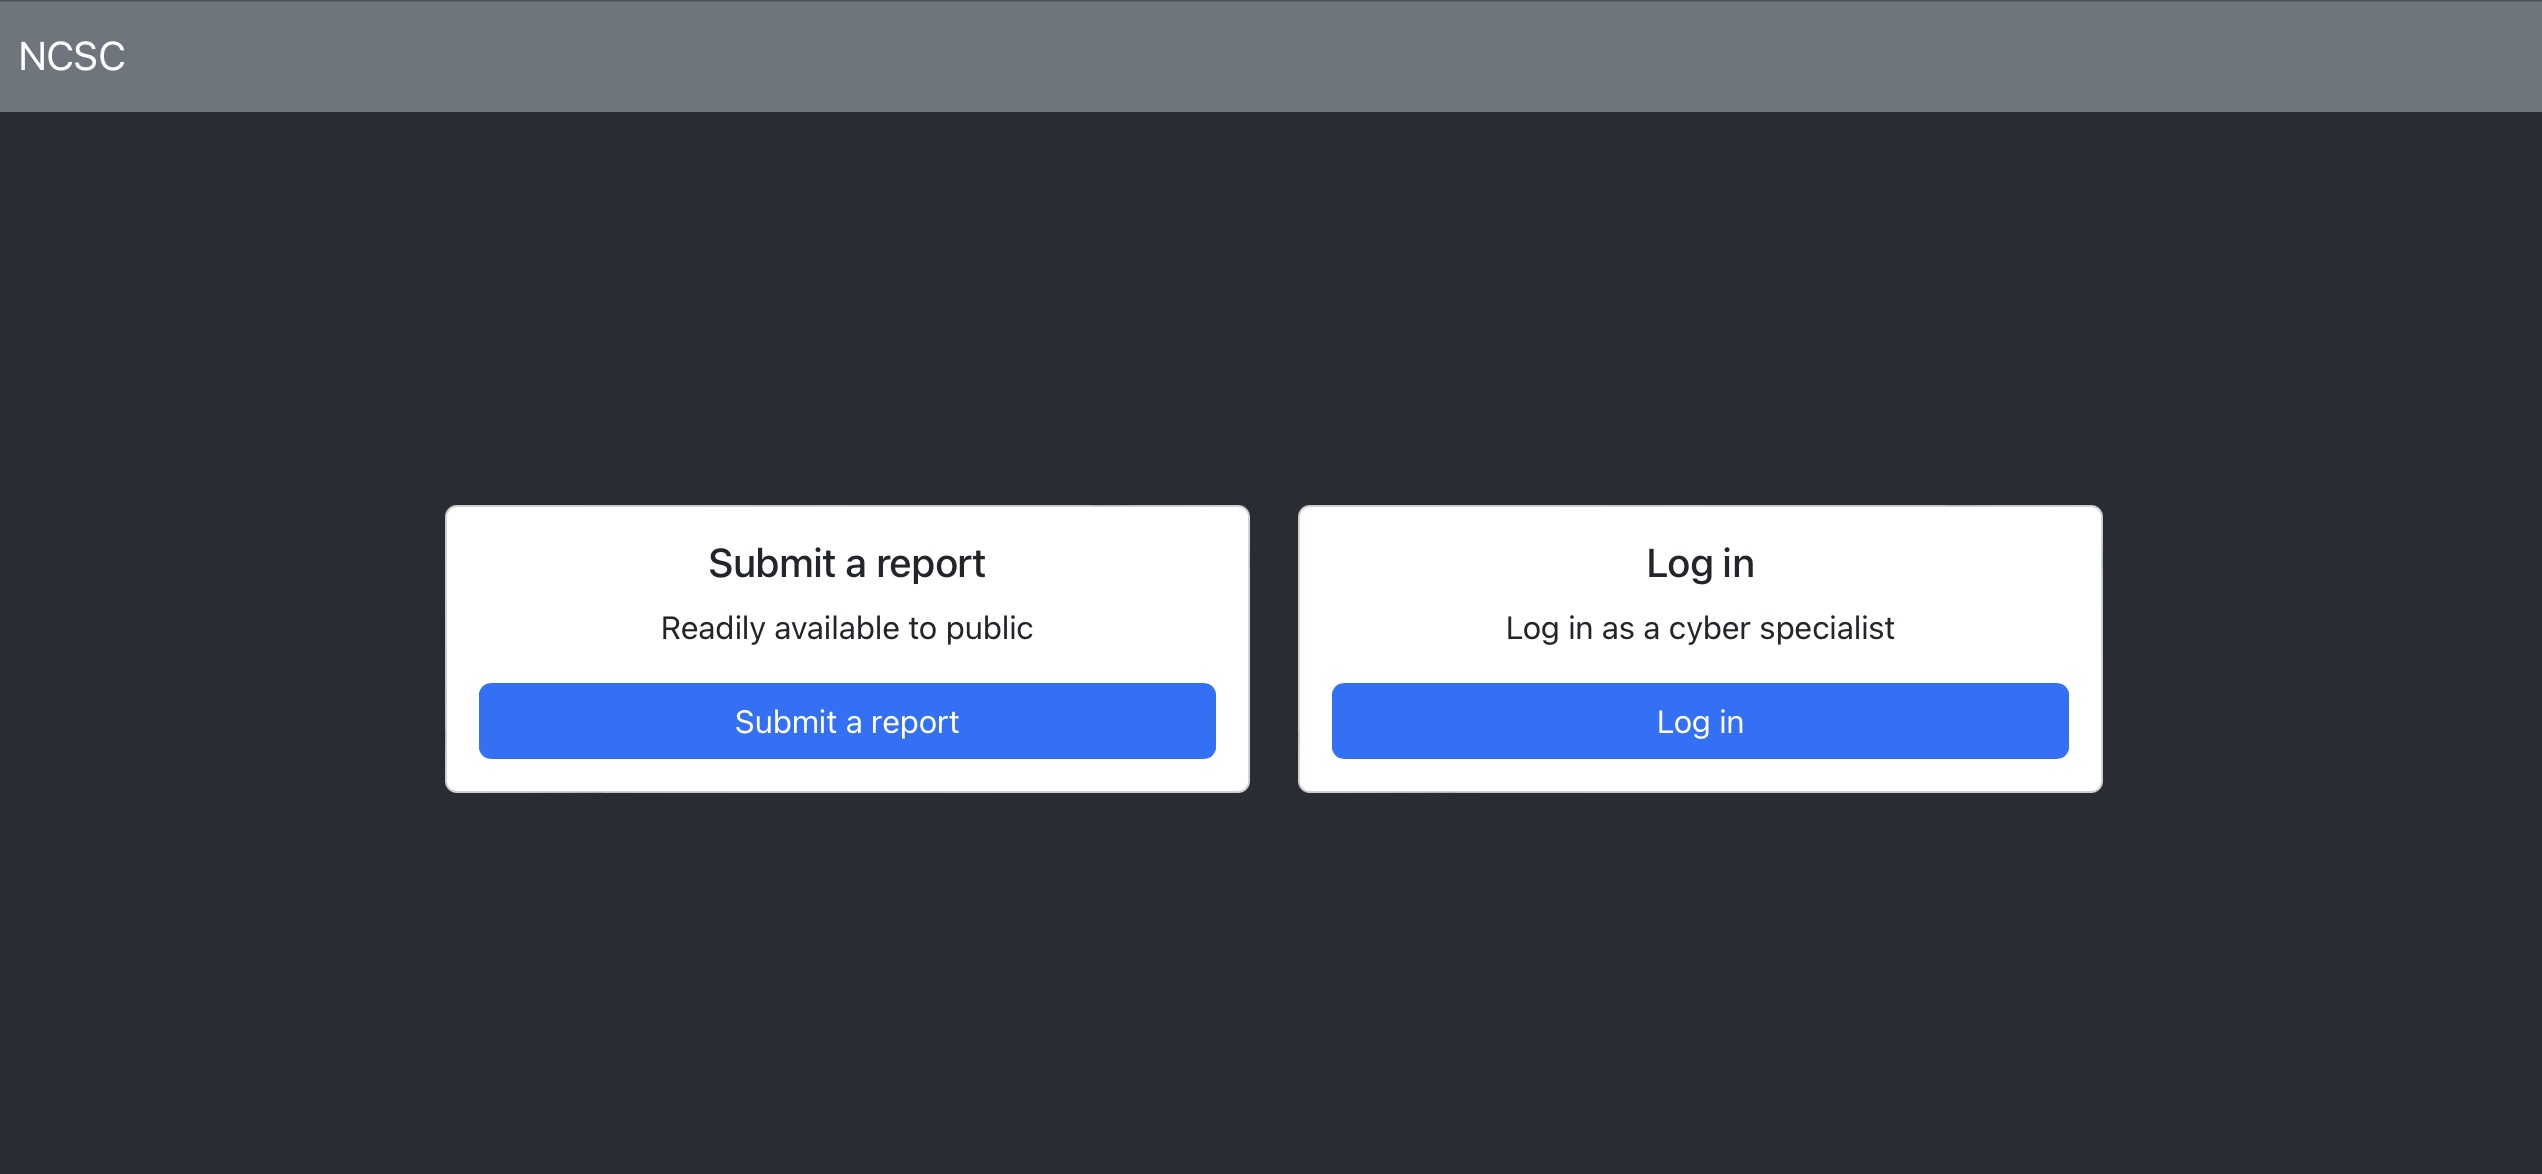 NCSC
Submit a report
Readily available to public
Submit a report
Log in
Log in as a cyber specialist
Log in